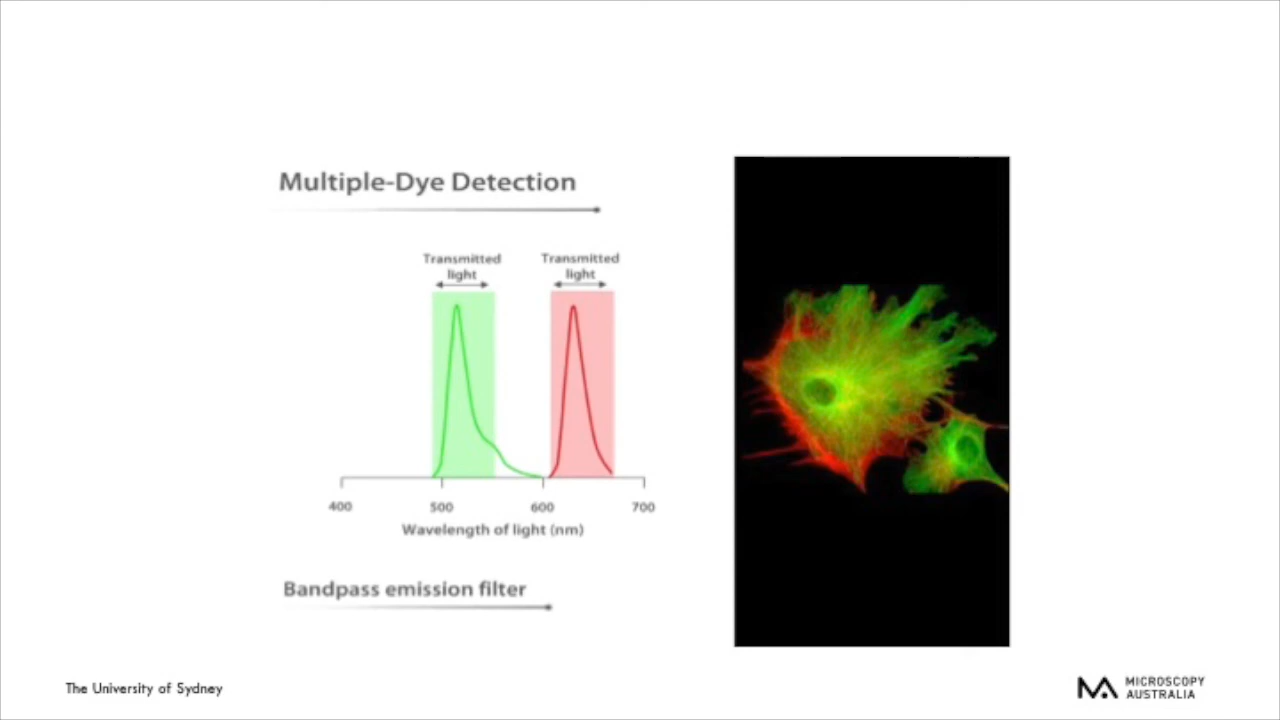 Multiple-Dye Detection
Transmitted
light
Transmitted
light
400
500
600
700
Wavelength of light (nm)
Bandpass emission filter
The University of Sydney
MICROSCOPY
AUSTRALIA